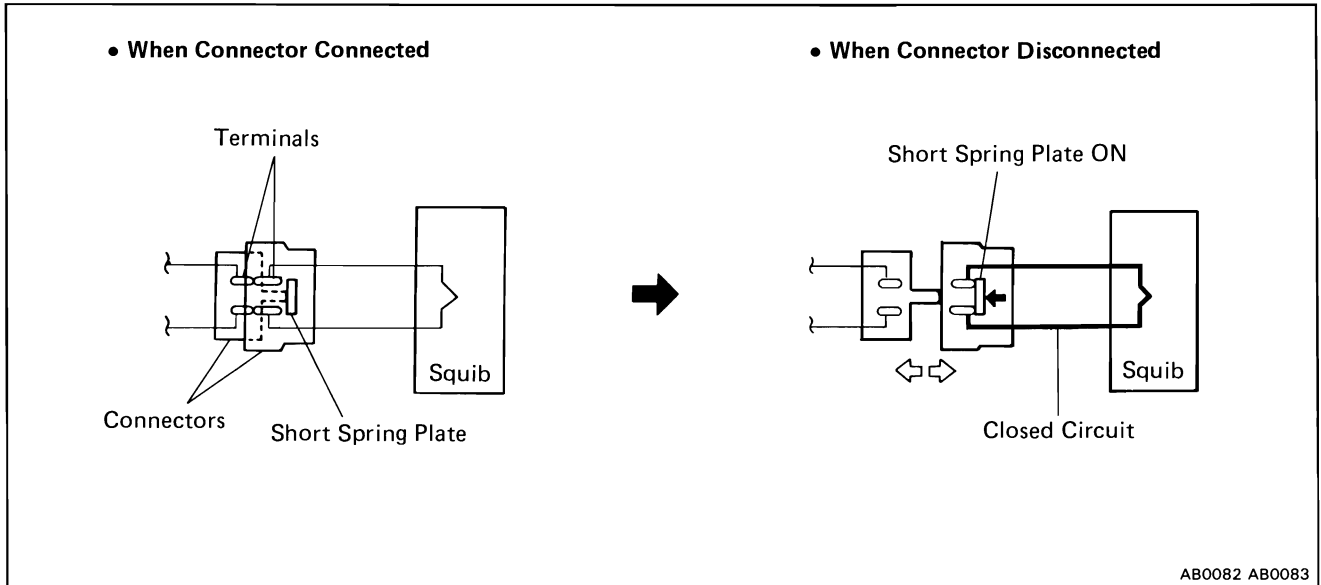 • When Connector Connected
• When Connector Disconnected
Terminals
Short Spring Plate ON
Squib
Squib
Connectors
Short Spring Plate
Closed Circuit
AB0082 AB0083